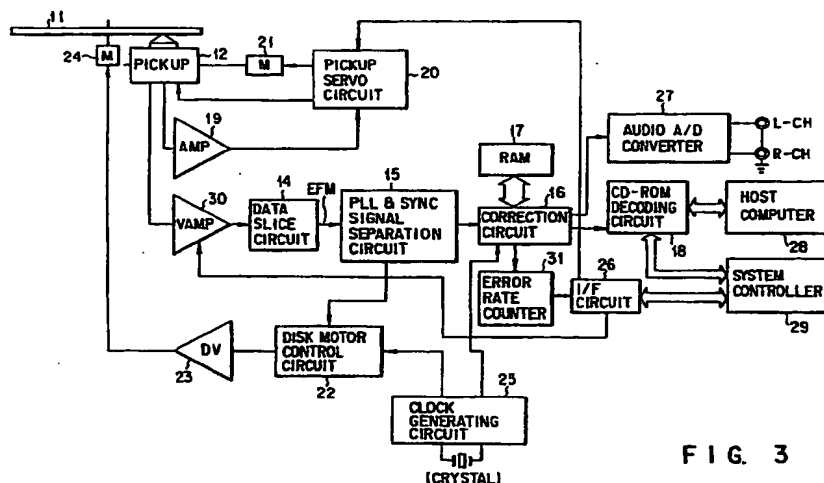 11
24
M
PICKUP
12
21
M
PICKUP
SERVO
CIRCUIT
20
19
AMP
27
AUDIO A/D
CONVERTER
L-CH
R-CH
17
RAM
30
VAMP
14
DATA
SLICE
CIRCUIT
EFM
15
PLL & SYNC
SIGNAL
SEPARATION
CIRCUIT
16
CORRECTION
CIRCUIT
CD-ROM
DECODING
CIRCUIT
18
HOST
COMPUTER
28
31
ERROR
RATE
COUNTER
26
I/F
CIRCUIT
SYSTEM
CONTROLLER
29
23
DV
DISK MOTOR
CONTROL
CIRCUIT
22
25
CLOCK
GENERATING
CIRCUIT
(CRYSTAL)
FIG. 3